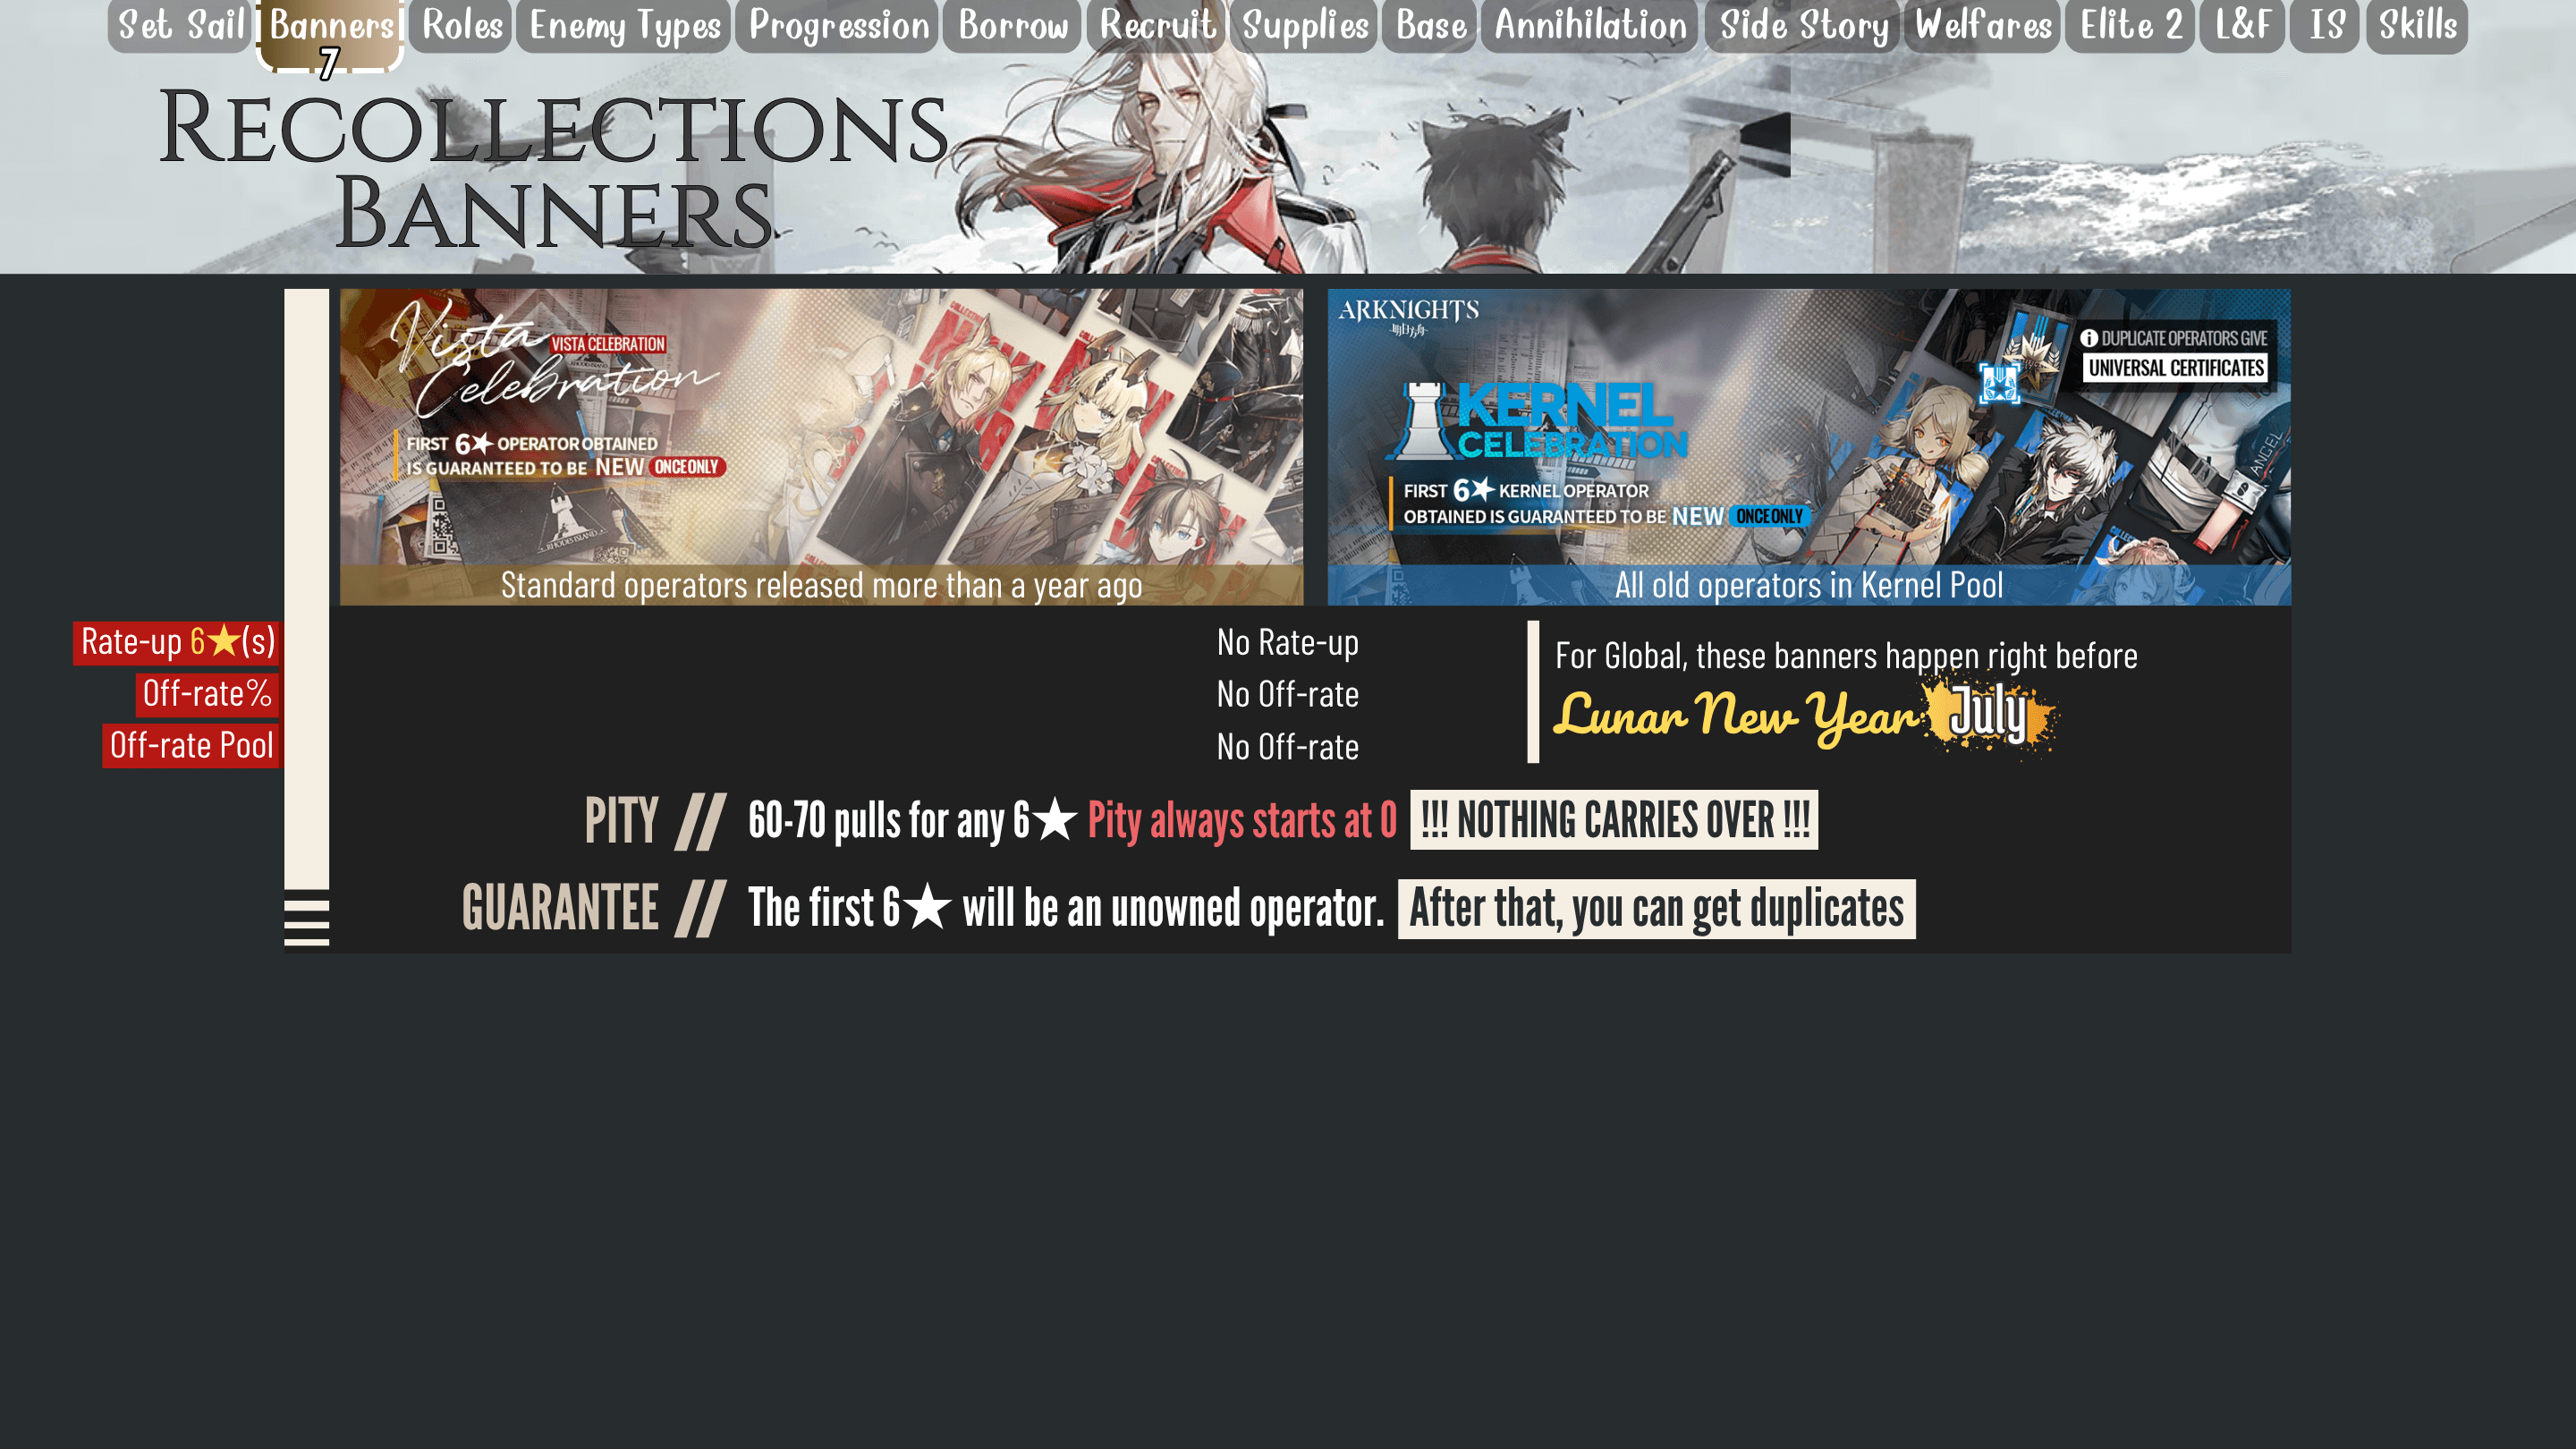 Set Sail Banners Roles Enemy Types Progression Borrow Recruit Supplies Base Annihilation Side Story Welfares Elite 2 L&F IS Skills
7
RECOLLECTIONS
BANNERS
Vista
VISTA CELEBRATION
Celebration
FIRST 6★ OPERATOR OBTAINED
IS GUARANTEED TO BE NEW ONCE ONLY
RHODES ISLAND
Standard operators released more than a year ago
ARKNIGHTS
明日方舟
DUPLICATE OPERATORS GIVE
UNIVERSAL CERTIFICATES
KERNEL
CELEBRATION
FIRST 6★ KERNEL OPERATOR
OBTAINED IS GUARANTEED TO BE NEW ONCE ONLY
ANGEL
All old operators in Kernel Pool
Rate-up 6★(s)
No Rate-up
Off-rate%
No Off-rate
Off-rate Pool
No Off-rate
For Global, these banners happen right before
Lunar New Year July
PITY // 60-70 pulls for any 6★ Pity always starts at 0 !!! NOTHING CARRIES OVER !!!
GUARANTEE // The first 6★ will be an unowned operator. After that, you can get duplicates